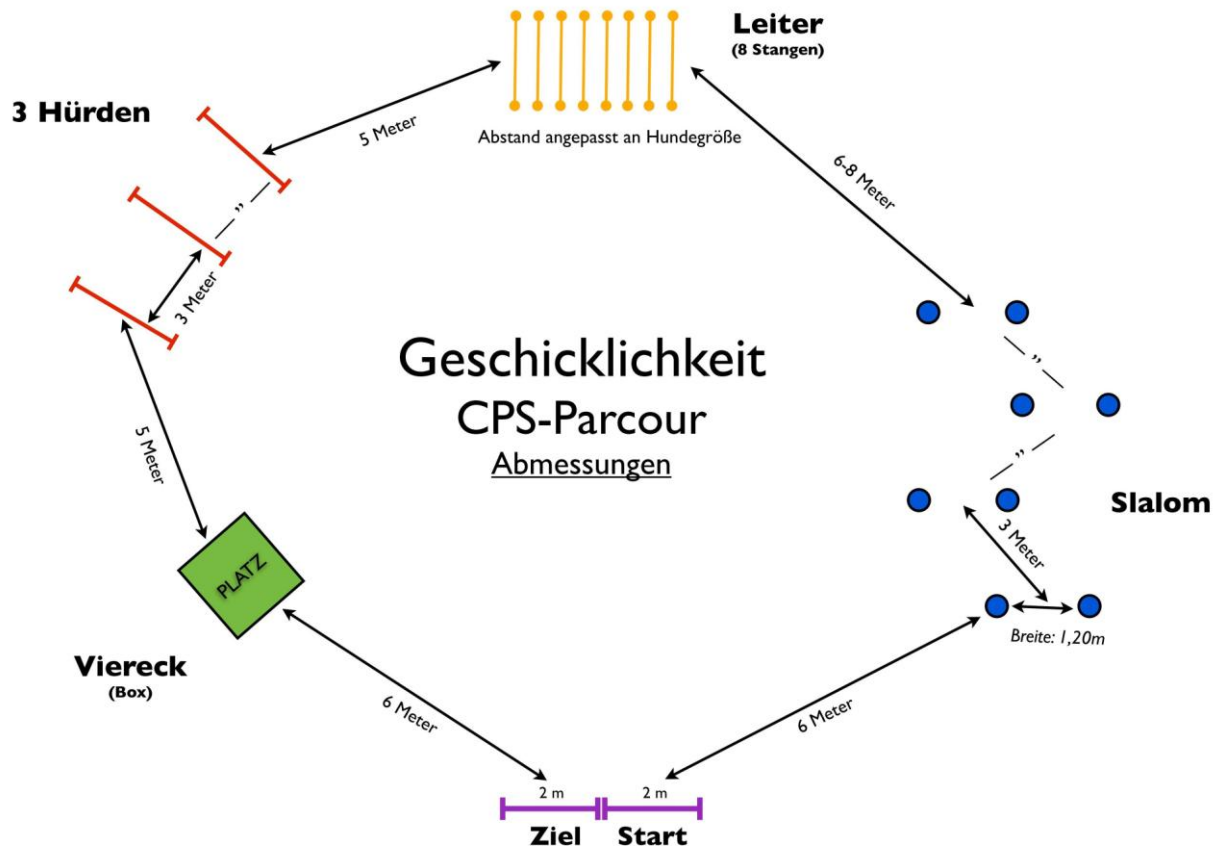 Leiter
(8 Stangen)
3 Hürden
5 Meter
Abstand angepasst an Hundegröße
6-8 Meter
”
3 Meter
”
Geschicklichkeit
CPS-Parcour
Abmessungen
”
5 Meter
Slalom
3 Meter
PLATZ
Breite: 1,20m
Viereck
(Box)
6 Meter
6 Meter
2 m
2 m
Ziel
Start